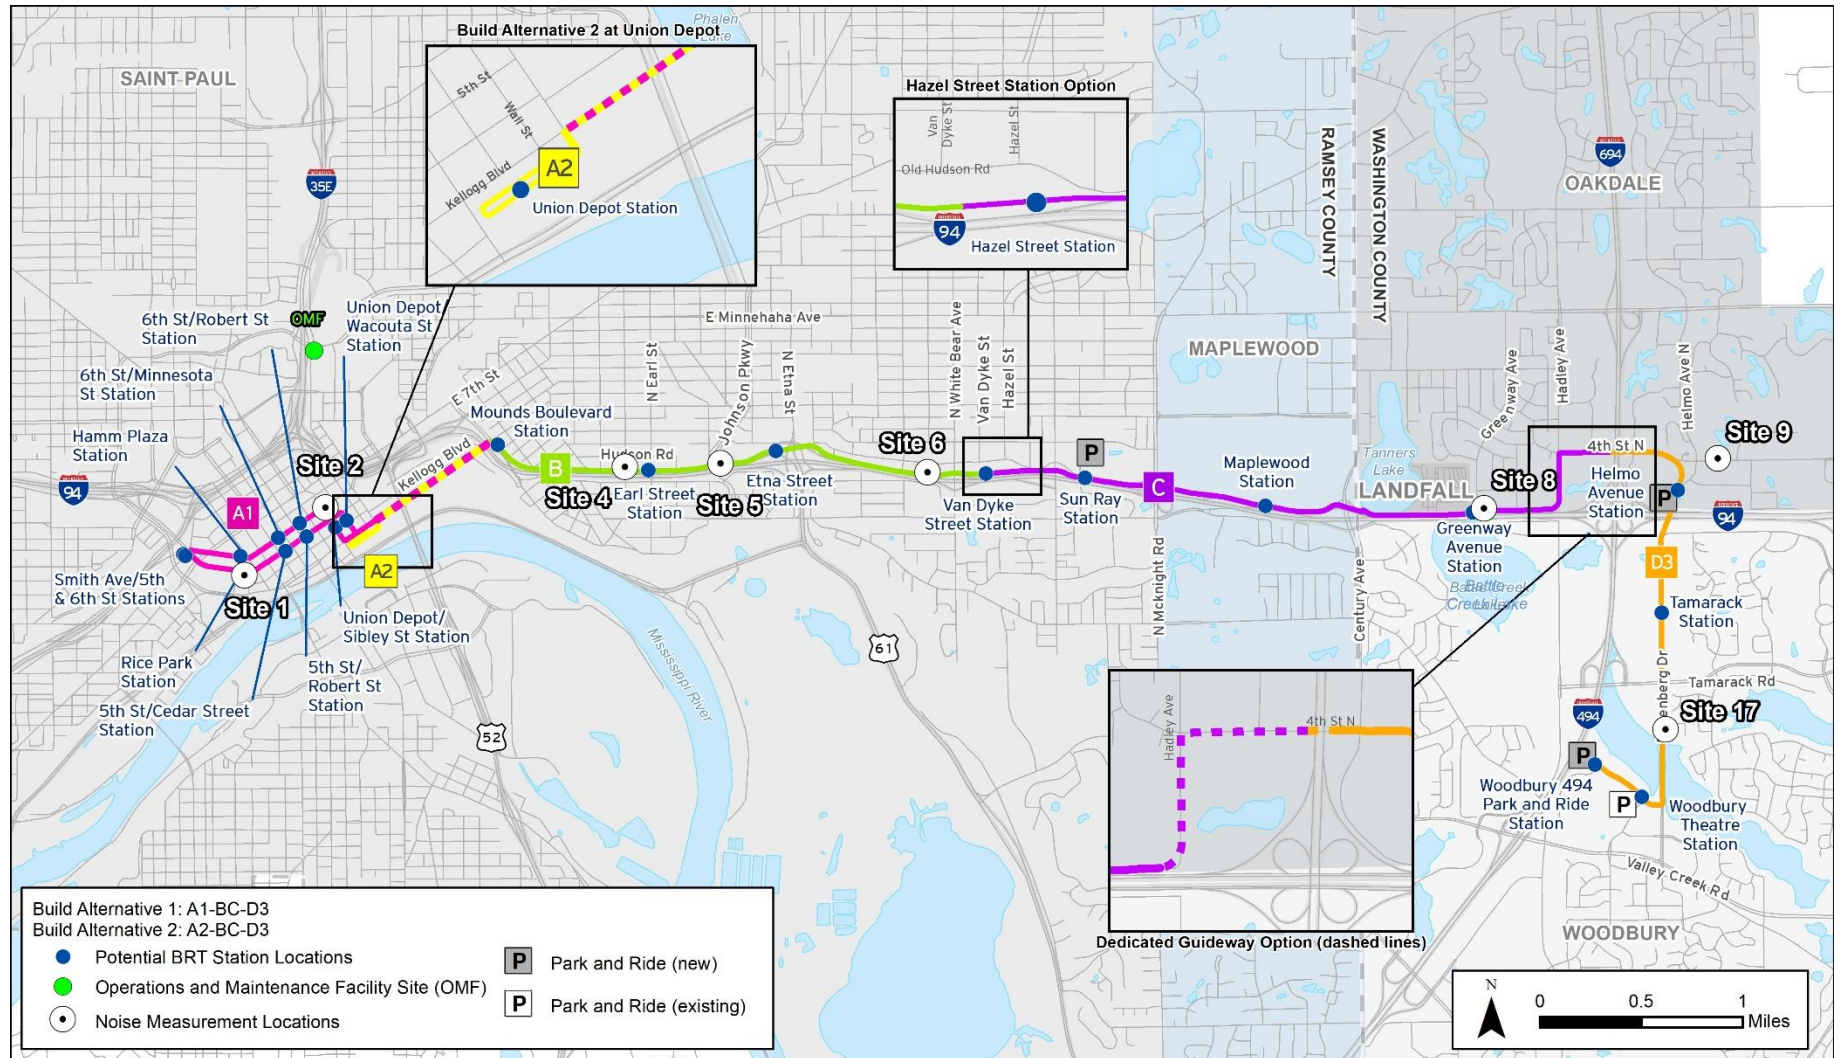 Build Alternative 2 at Union Depot
Phalen
Lake
SAINT PAUL
5th St
Wall St
Kellogg Blvd
A2
Union Depot Station
Hazel Street Station Option
Van
Dyke St
Hazel St
Old Hudson Rd
94
Hazel Street Station
35E
RAMSEY COUNTY
WASHINGTON COUNTY
694
OAKDALE
OMF
6th St/Robert St
Station
Union Depot/
Wacouta St
Station
6th St/Minnesota
St Station
Hamm Plaza
Station
94
Site 2
A1
Smith Ave/5th
& 6th St Stations
Site 1
A2
Rice Park
Station
5th St/Cedar Street
Station
5th St/
Robert St
Station
Union Depot/
Sibley St Station
E 7th St
Mounds Boulevard
Station
Kellogg Blvd
B
Site 4
Hudson Rd
N Earl St
Earl Street
Station
E Minnehaha Ave
Johnson Pkwy
Site 5
N Etna St
Etna Street
Station
Site 6
N White Bear Ave
Van Dyke St
Hazel St
Van Dyke
Street Station
P
Sun Ray
Station
C
MAPLEWOOD
Maplewood
Station
N Mcknight Rd
Century Ave
Tanners
Lake
LANDFALL
Greenway Ave
Hadley Ave
Helmo Ave N
Site 8
4th St N
Site 9
Helmo
Avenue
Station
P
94
Greenway
Avenue
Station
Battle Creek
Lake
D3
Tamarack
Station
Tamarack Rd
enberg Dr
Site 17
494
P
Woodbury 494
Park and Ride
Station
P
Woodbury
Theatre
Station
Valley Creek Rd
WOODBURY
Mississippi River
61
52
Hadley Ave
4th St N
Dedicated Guideway Option (dashed lines)
Build Alternative 1: A1-BC-D3
Build Alternative 2: A2-BC-D3
Potential BRT Station Locations
Operations and Maintenance Facility Site (OMF)
Noise Measurement Locations
P Park and Ride (new)
P Park and Ride (existing)
N
0 0.5 1
Miles